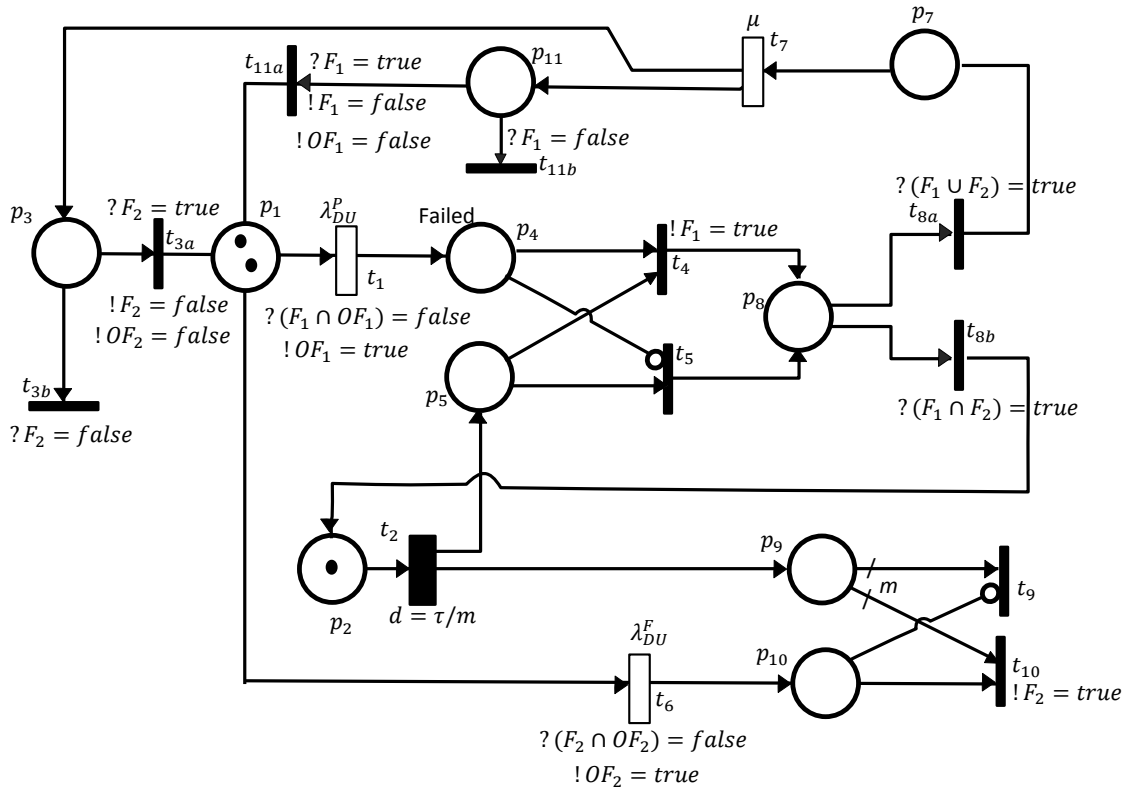 μ
t₇
p₇
p₁₁
t₁₁ₐ
? F₁ = true
! F₁ = false
! OF₁ = false
? F₁ = false
t₁₁b
p₃
? F₂ = true
t₃ₐ
! F₂ = false
! OF₂ = false
p₁
λᴾ_DU
t₁
? (F₁ ∩ OF₁) = false
! OF₁ = true
Failed
p₄
! F₁ = true
t₄
p₈
? (F₁ ∪ F₂) = true
t₈ₐ
t₈b
? (F₁ ∩ F₂) = true
p₅
t₅
t₃b
? F₂ = false
t₂
p₂
d = τ/m
p₉
m
t₉
p₁₀
t₁₀
! F₂ = true
λᶠ_DU
t₆
? (F₂ ∩ OF₂) = false
! OF₂ = true